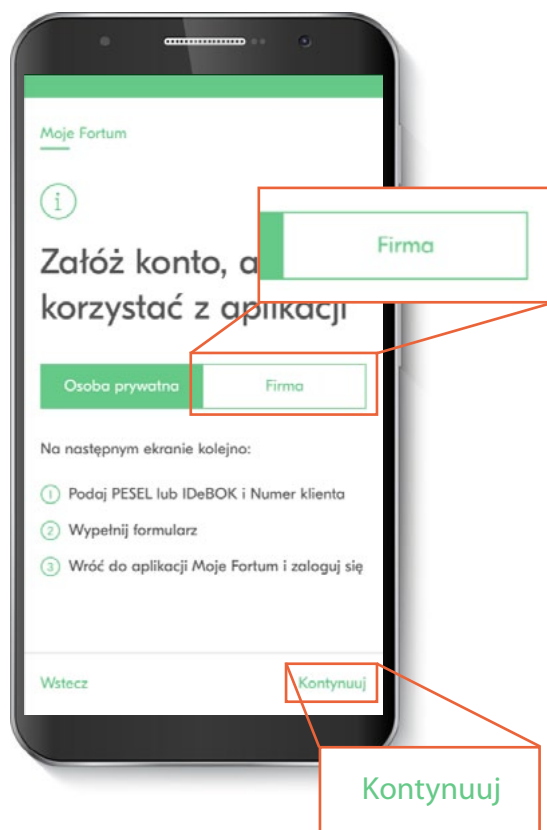 Moje Fortum
i
Firma
Załóż konto, a
korzystać z aplikacji
Osoba prywatna
Firma
Na następnym ekranie kolejno:
1 Podaj PESEL lub IDeBOK i Numer klienta
2 Wypełnij formularz
3 Wróć do aplikacji Moje Fortum i zaloguj się
Wstecz
Kontynuuj
Kontynuuj